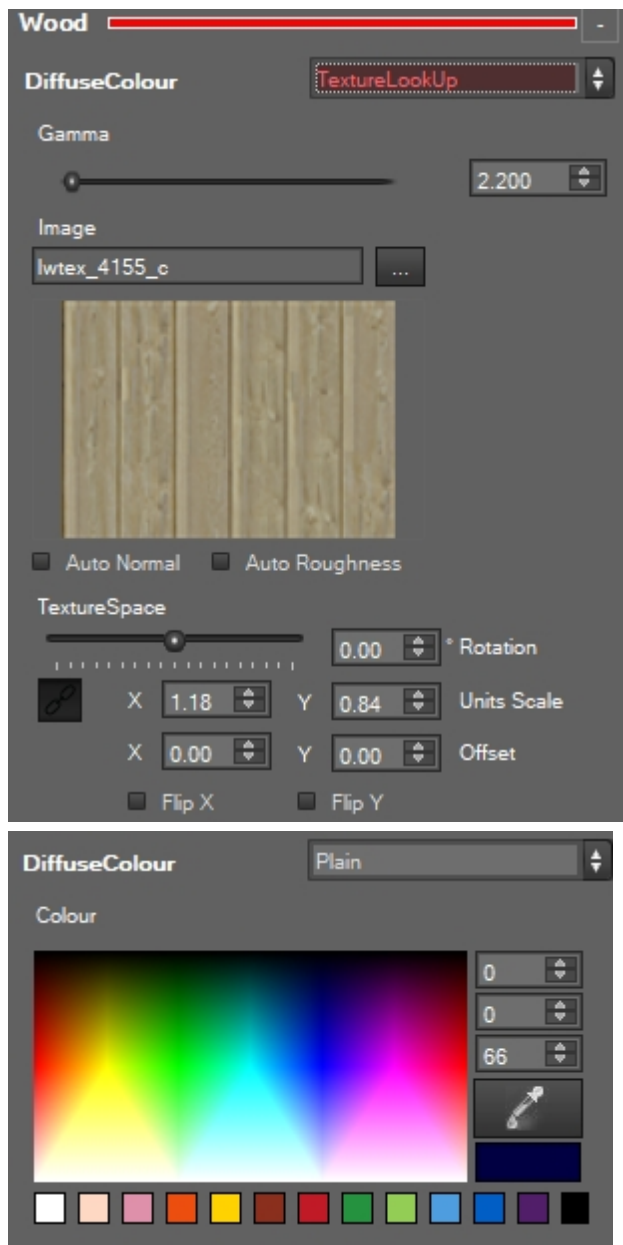 Wood -
DiffuseColour TextureLookUp
Gamma
2.200
Image
lwtex_4155_c ...
Auto Normal Auto Roughness
TextureSpace
0.00 ° Rotation
X 1.18 Y 0.84 Units Scale
X 0.00 Y 0.00 Offset
Flip X Flip Y
DiffuseColour Plain
Colour
0
0
66